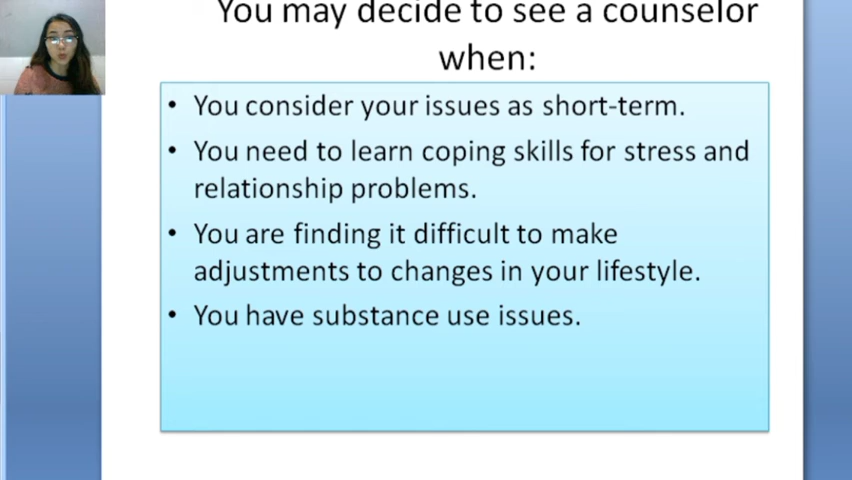 You may decide to see a counselor
when:
• You consider your issues as short-term.
• You need to learn coping skills for stress and
relationship problems.
• You are finding it difficult to make
adjustments to changes in your lifestyle.
• You have substance use issues.